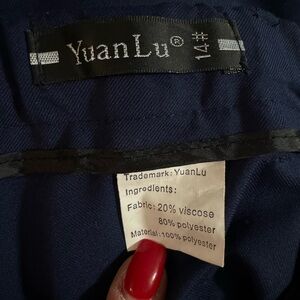 YuanLu® 14#
Trademark: YuanLu
Ingredients:
Fabric: 20% viscose
80% polyester
Material: 100% polyester